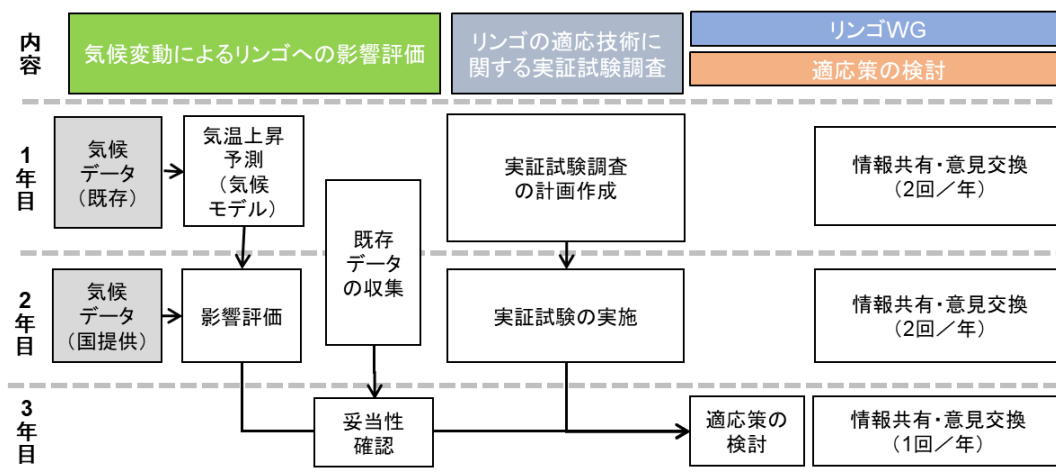 内
容
気候変動によるリンゴへの影響評価
リンゴの適応技術に
関する実証試験調査
リンゴWG
適応策の検討
1
年
目
気候
データ
（既存）
気温上昇
予測
（気候
モデル）
既存
データ
の収集
実証試験調査
の計画作成
情報共有・意見交換
（2回／年）
2
年
目
気候
データ
（国提供）
影響評価
実証試験の実施
情報共有・意見交換
（2回／年）
3
年
目
妥当性
確認
適応策の
検討
情報共有・意見交換
（1回／年）